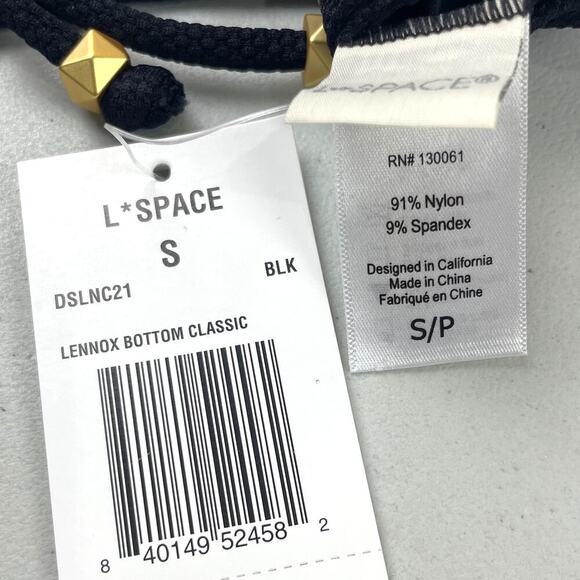 L*SPACE
S
DSLNC21 BLK
LENNOX BOTTOM CLASSIC
8 40149 52458 2
L*SPACE®
RN# 130061
91% Nylon
9% Spandex
Designed in California
Made in China
Fabriqué en Chine
S/P